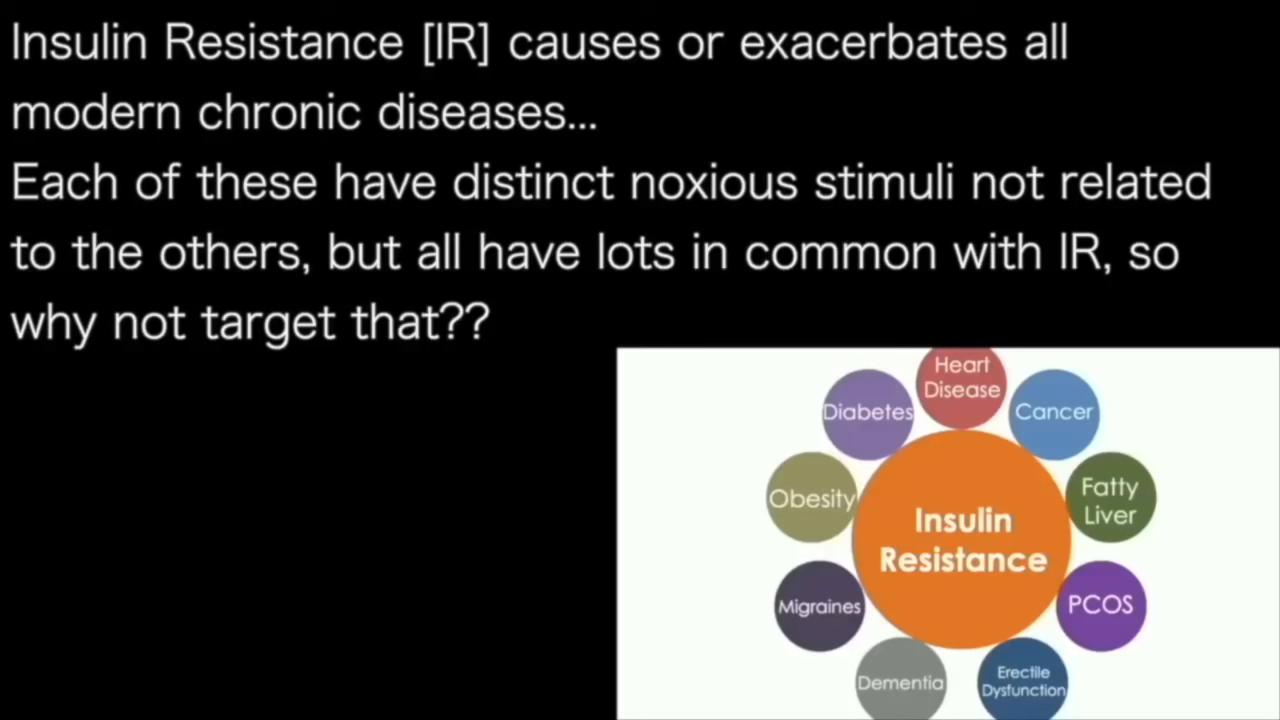 Insulin Resistance [IR] causes or exacerbates all
modern chronic diseases...
Each of these have distinct noxious stimuli not related
to the others, but all have lots in common with IR, so
why not target that??
Heart
Disease
Diabetes
Cancer
Obesity
Fatty
Liver
Insulin
Resistance
Migraines
PCOS
Dementia
Erectile
Dysfunction